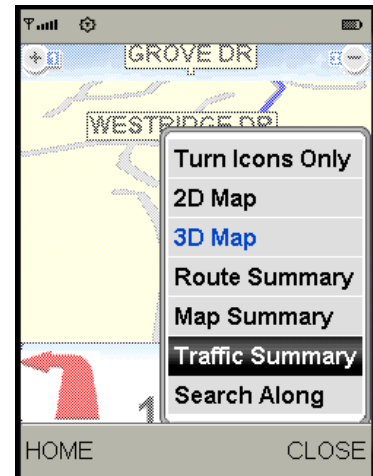 GROVE DR
WESTRIDGE DR
Turn Icons Only
2D Map
3D Map
Route Summary
Map Summary
Traffic Summary
Search Along
1
HOME
CLOSE